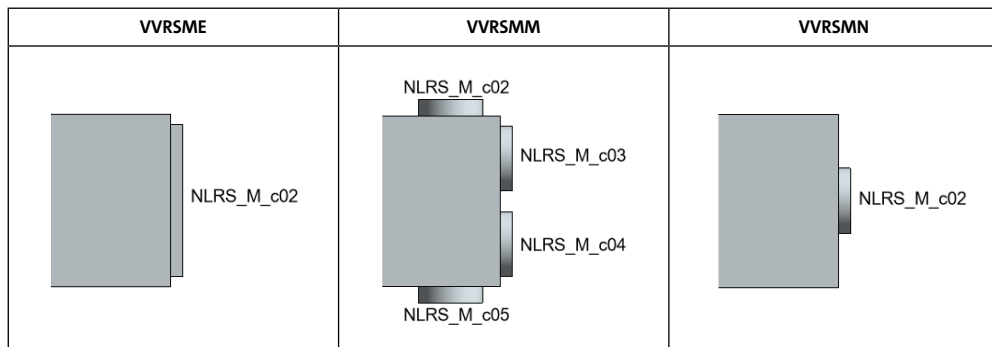 VVRSME
VVRSMM
VVRSMN
NLRS_M_c02
NLRS_M_c02
NLRS_M_c03
NLRS_M_c04
NLRS_M_c05
NLRS_M_c02